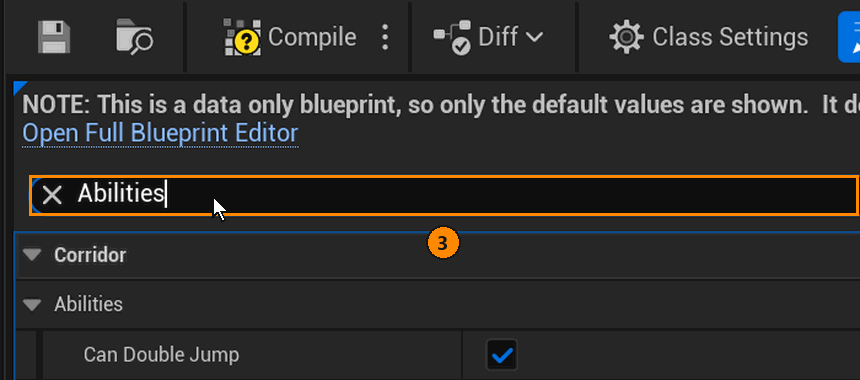 Compile Diff Class Settings
NOTE: This is a data only blueprint, so only the default values are shown. It
Open Full Blueprint Editor
Abilities
3
Corridor
Abilities
Can Double Jump